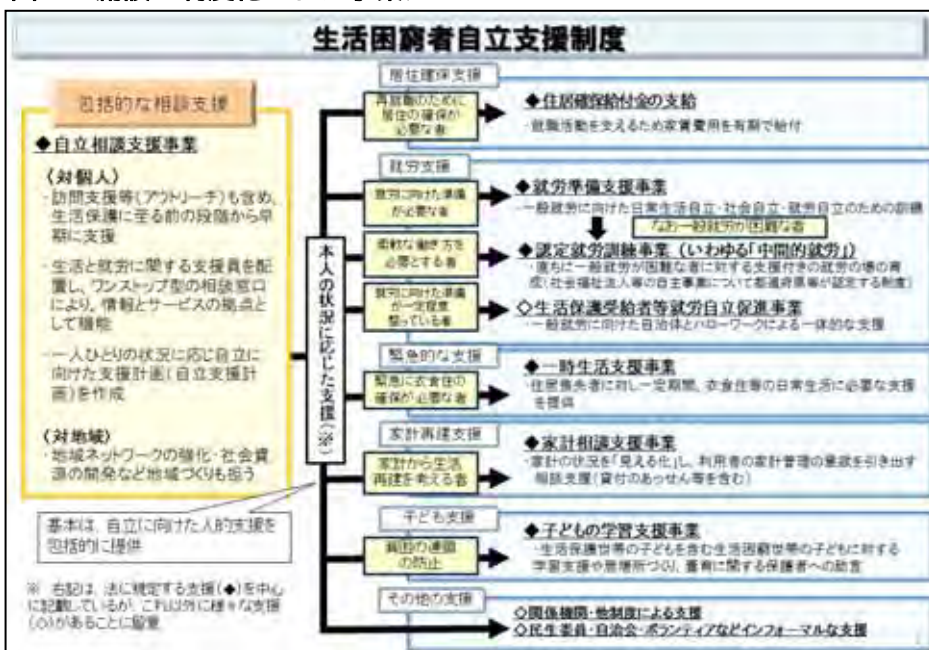 生活困窮者自立支援制度
包括的な相談支援
◆自立相談支援事業
(対個人)
・訪問支援等(アウトリーチ)も含め、
生活保護に至る前の段階から早
期に支援
・生活と就労に関する支援員を配
置し、ワンストップ型の相談窓口
により、情報とサービスの拠点と
して機能
・一人ひとりの状況に応じ自立に
向けた支援計画(自立支援計
画)を作成
(対地域)
・地域ネットワークの強化・社会資
源の開発など地域づくりも担う
基本は、自立に向けた人的支援を
包括的に提供
※ 右記は、法に規定する支援(◆)を中心
に記載しているが、これ以外に様々な支援
(◇)があることに留意
本人の状況に応じた支援(※)
居住確保支援
再就職のために
居住の確保が
必要な者
◆住居確保給付金の支給
・就職活動を支えるため家賃費用を有期で給付
就労支援
就労に向けた準備
が必要な者
◆就労準備支援事業
・一般就労に向けた日常生活自立・社会自立・就労自立のための訓練
なお一般就労が困難な者
柔軟な働き方を
必要とする者
◆認定就労訓練事業(いわゆる「中間的就労」)
・直ちに一般就労が困難な者に対する支援付きの就労の場の育
成(社会福祉法人等の自主事業について都道府県等が認定する制度)
就労に向けた準備
が一定程度
整っている者
◇生活保護受給者等就労自立促進事業
・一般就労に向けた自治体とハローワークによる一体的な支援
緊急的な支援
緊急に衣食住の
確保が必要な者
◆一時生活支援事業
・住居喪失者に対し一定期間、衣食住等の日常生活に必要な支援
を提供
家計再建支援
家計から生活
再建を考える者
◆家計相談支援事業
・家計の状況を「見える化」し、利用者の家計管理の意欲を引き出す
相談支援(貸付のあっせん等を含む)
子ども支援
貧困の連鎖
の防止
◆子どもの学習支援事業
・生活保護世帯の子どもを含む生活困窮世帯の子どもに対する
学習支援や居場所づくり、養育に関する保護者への助言
その他の支援
◇関係機関・他制度による支援
◇民生委員・自治会・ボランティアなどインフォーマルな支援